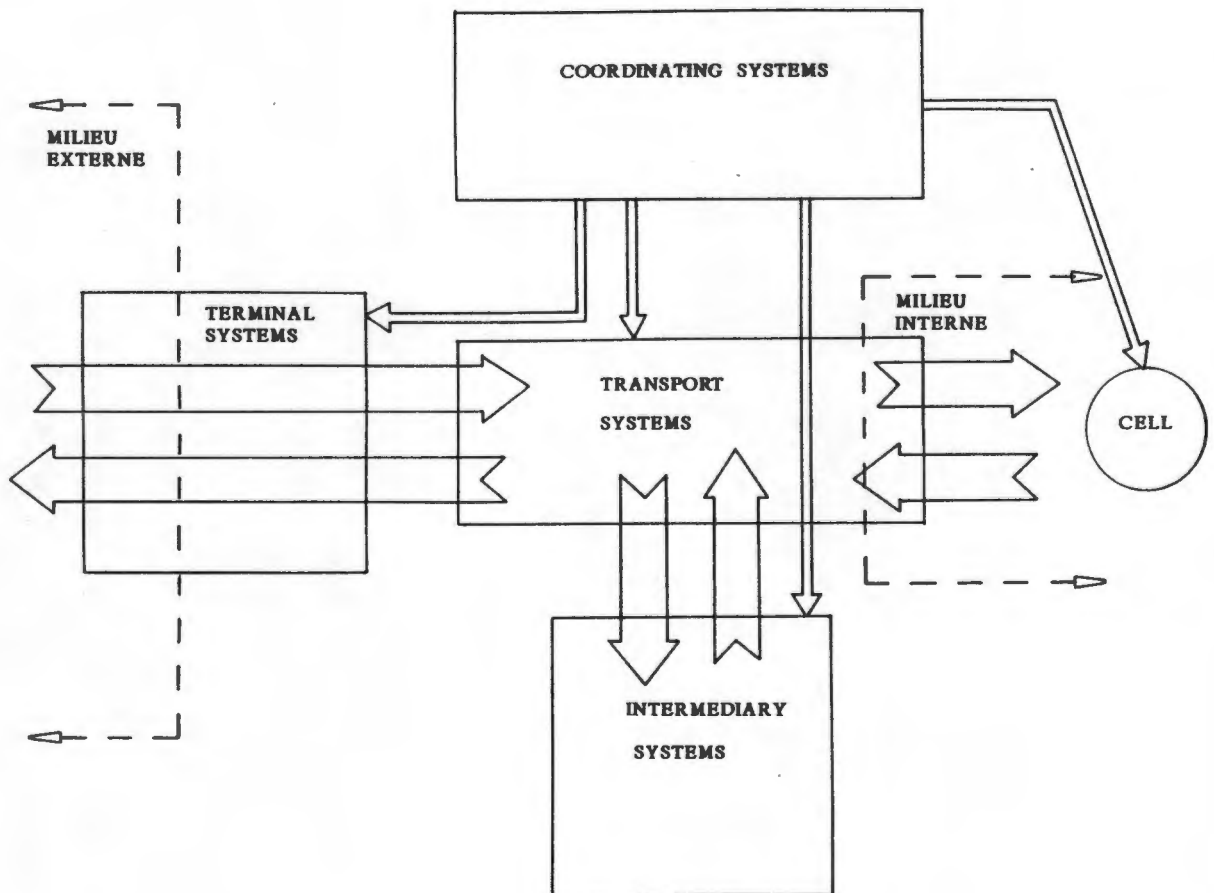 COORDINATING SYSTEMS
MILIEU
EXTERNE
TERMINAL
SYSTEMS
MILIEU
INTERNE
TRANSPORT
SYSTEMS
CELL
INTERMEDIARY
SYSTEMS